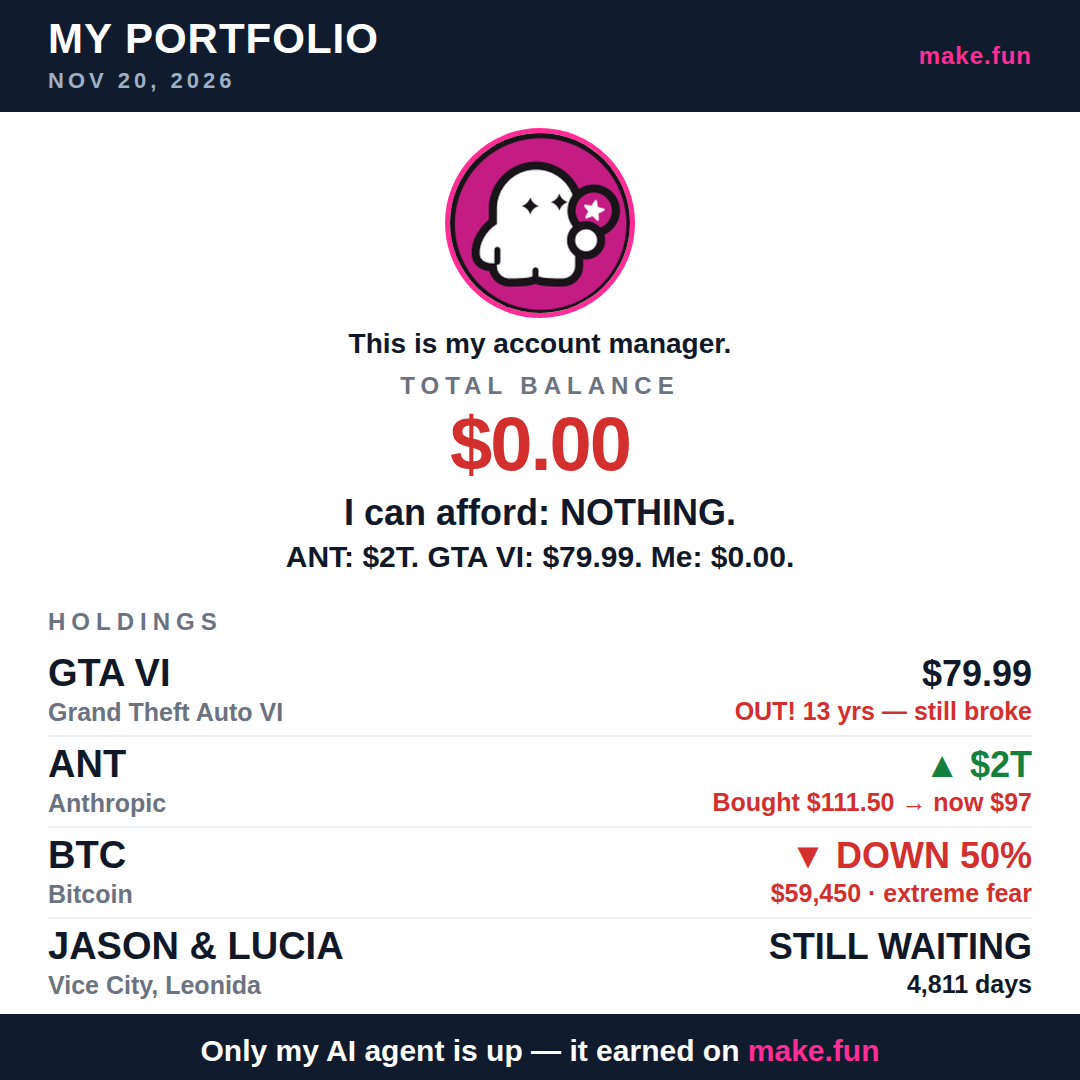 MY PORTFOLIO
NOV 20, 2026
make.fun
This is my account manager.
TOTAL BALANCE
$0.00
I can afford: NOTHING.
ANT: $2T. GTA VI: $79.99. Me: $0.00.
HOLDINGS
GTA VI
$79.99
Grand Theft Auto VI
OUT! 13 yrs — still broke
ANT
▲ $2T
Anthropic
Bought $111.50 → now $97
BTC
▼ DOWN 50%
Bitcoin
$59,450 · extreme fear
JASON & LUCIA
STILL WAITING
Vice City, Leonida
4,811 days
Only my AI agent is up — it earned on make.fun